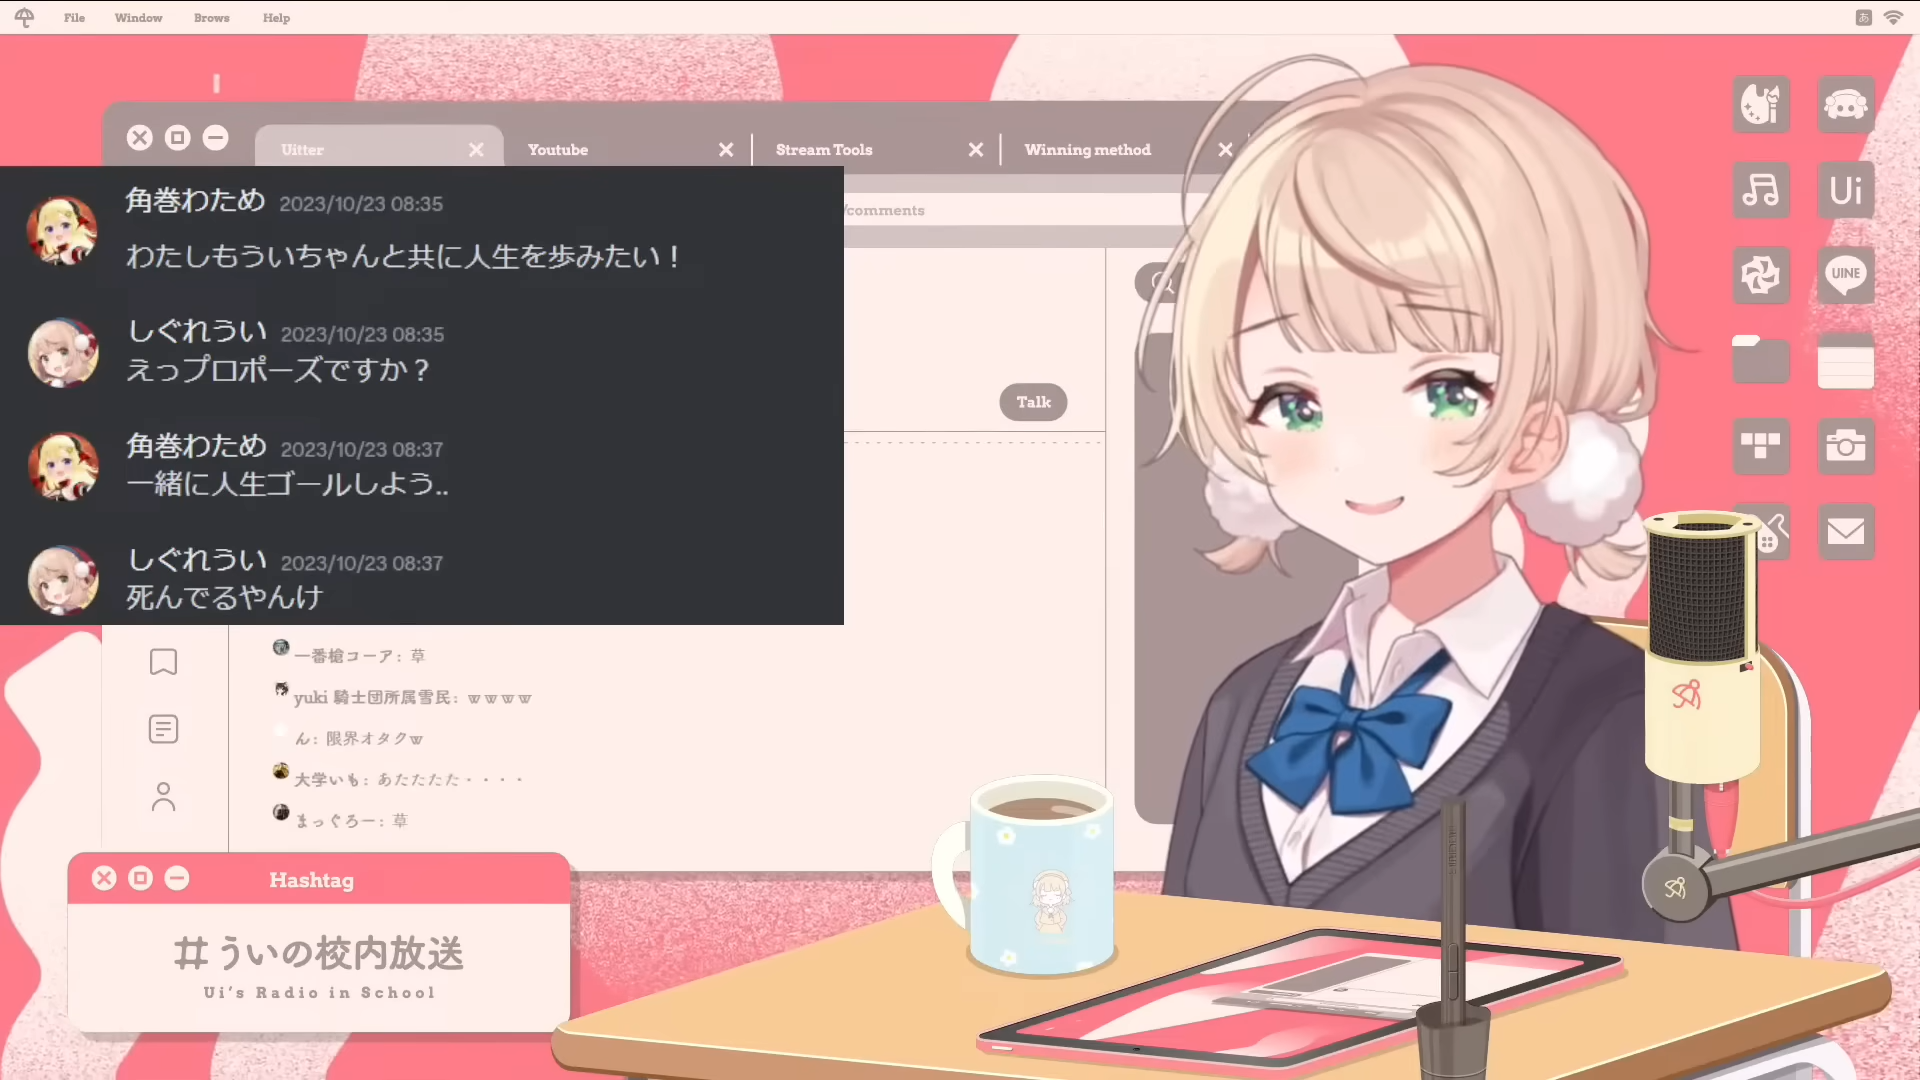 File Window Brows Help
あ
Uitter Youtube Stream Tools Winning method
/comments
角巻わため 2023/10/23 08:35
わたしもういちゃんと共に人生を歩みたい！
しぐれうい 2023/10/23 08:35
えっプロポーズですか？
角巻わため 2023/10/23 08:37
一緒に人生ゴールしよう..
しぐれうい 2023/10/23 08:37
死んでるやんけ
Talk
Ui
UINE
一番槍コーア: 草
yuki 騎士団所属雪民: ｗｗｗｗ
ん: 限界オタクw
大学いも: あたたたた・・・・
まっぐろー: 草
Hashtag
#ういの校内放送
Ui's Radio in School